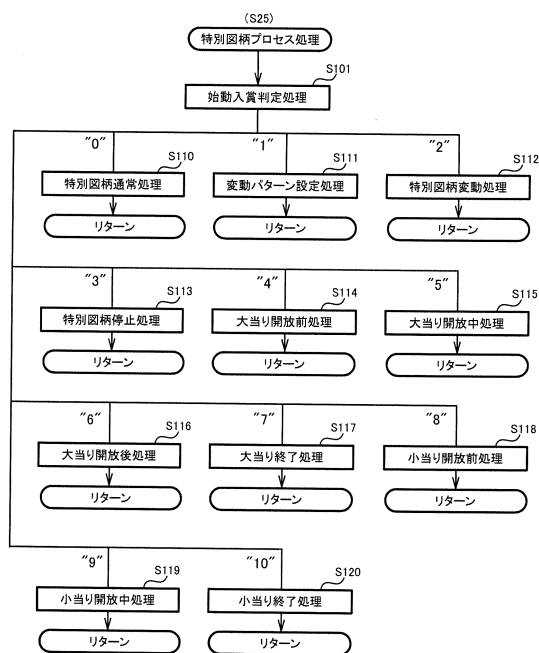 (S25)
特別図柄プロセス処理
S101
始動入賞判定処理
"0"
"1"
"2"
S110
S111
S112
特別図柄通常処理
変動パターン設定処理
特別図柄変動処理
リターン
リターン
リターン
"3"
"4"
"5"
S113
S114
S115
特別図柄停止処理
大当り開放前処理
大当り開放中処理
リターン
リターン
リターン
"6"
"7"
"8"
S116
S117
S118
大当り開放後処理
大当り終了処理
小当り開放前処理
リターン
リターン
リターン
"9"
"10"
S119
S120
小当り開放中処理
小当り終了処理
リターン
リターン